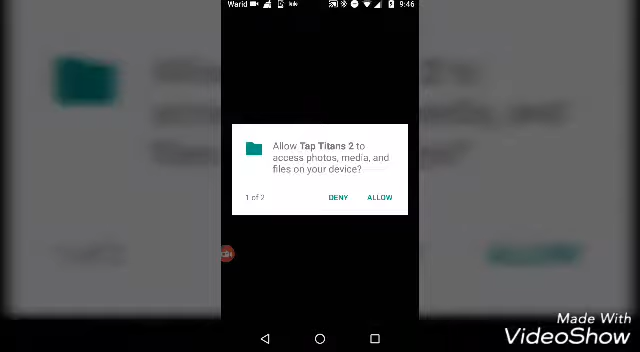 Warid
9:46
Allow Tap Titans 2 to
access photos, media, and
files on your device?
1 of 2
DENY
ALLOW
Made With
VideoShow